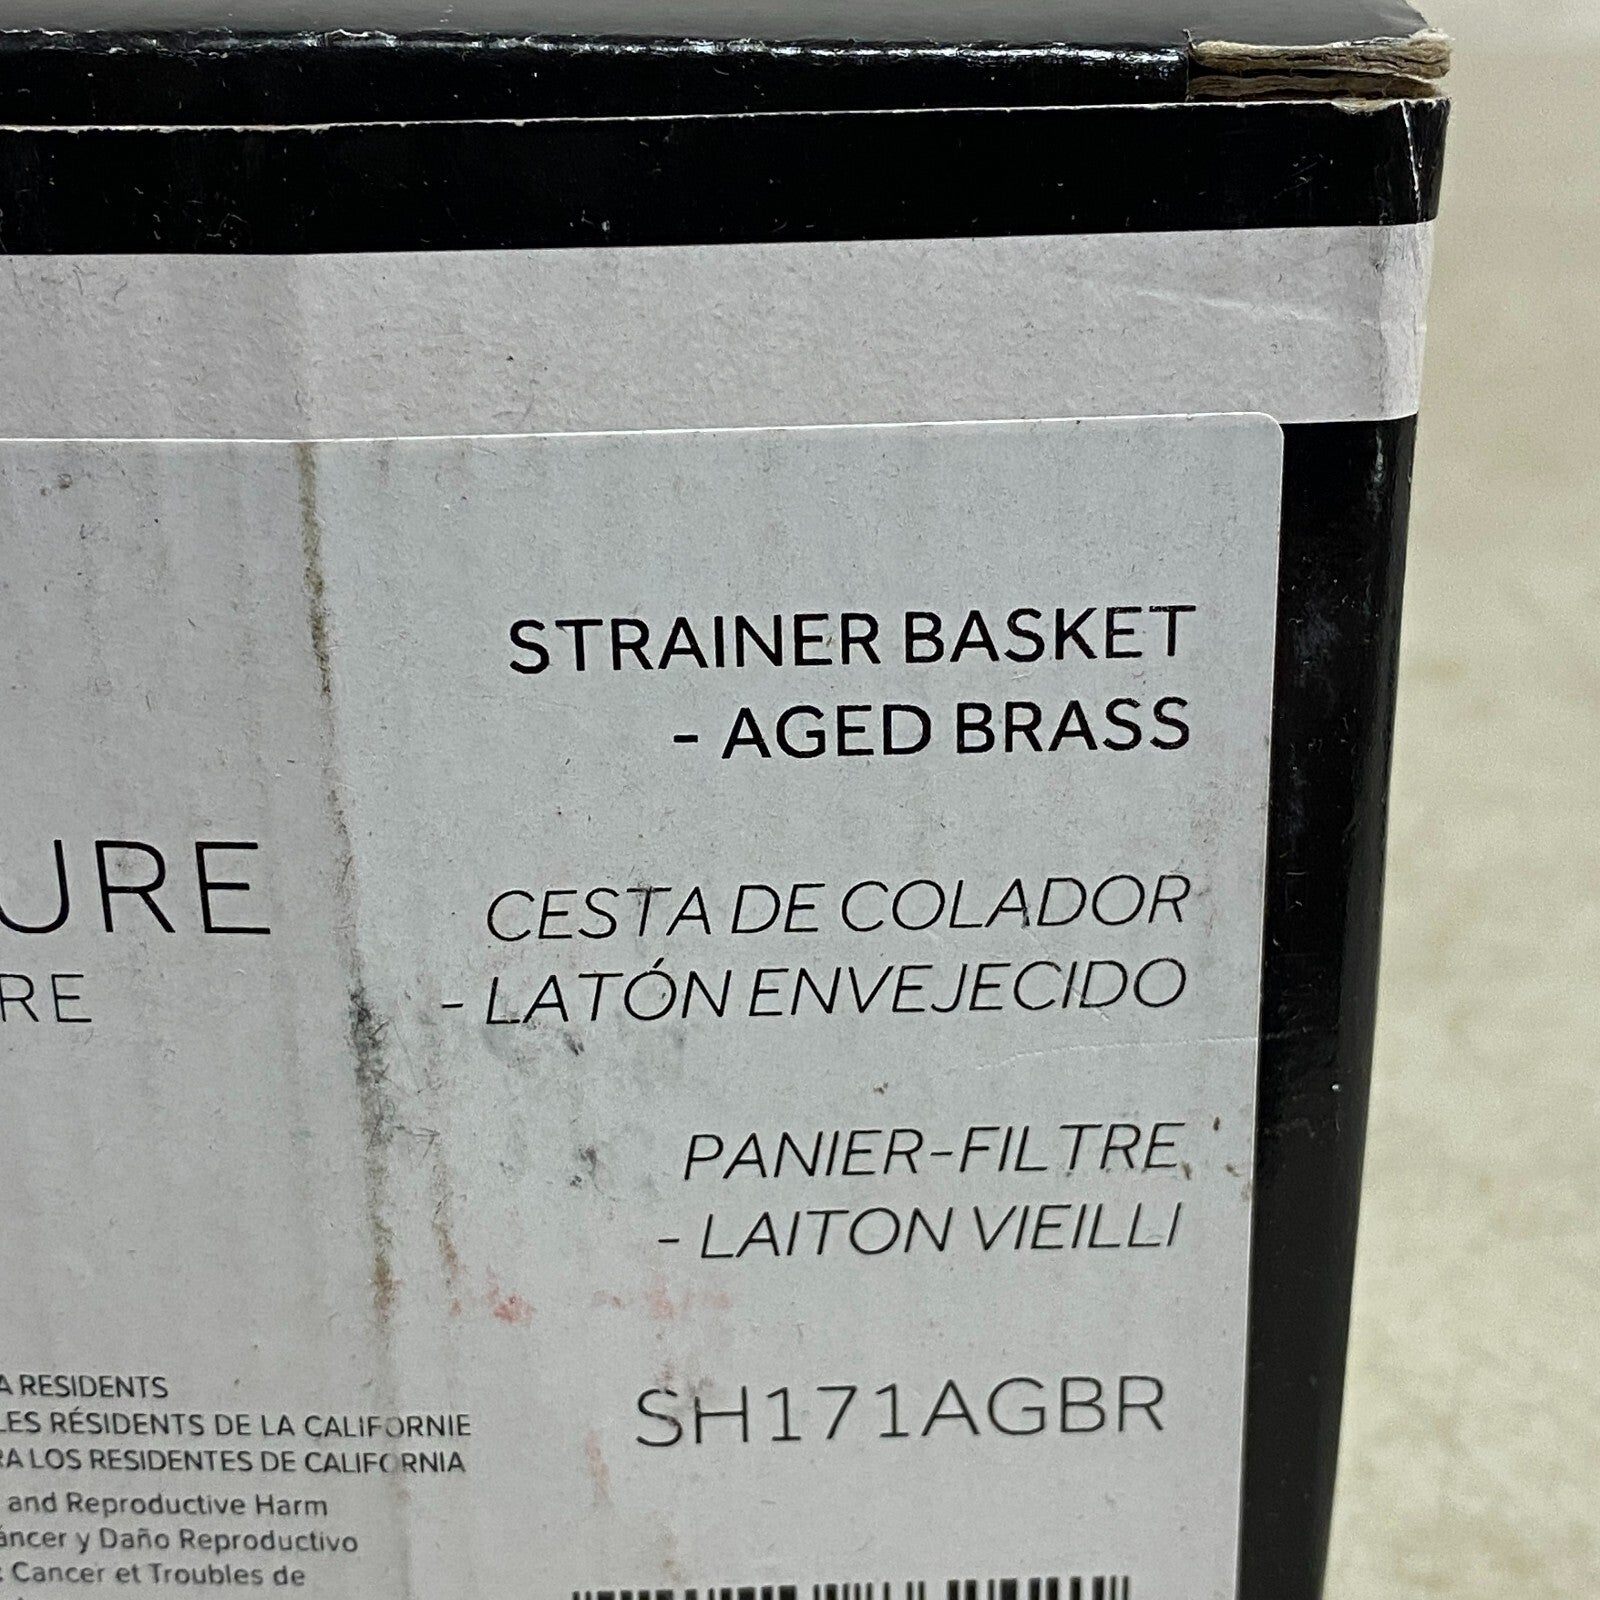 STRAINER BASKET
- AGED BRASS
URE
RE
CESTA DE COLADOR
- LATÓN ENVEJECIDO
PANIER-FILTRE
- LAITON VIEILLI
SH171AGBR
A RESIDENTS
LES RÉSIDENTS DE LA CALIFORNIE
RA LOS RESIDENTES DE CALIFORNIA
and Reproductive Harm
áncer y Daño Reproductivo
: Cancer et Troubles de